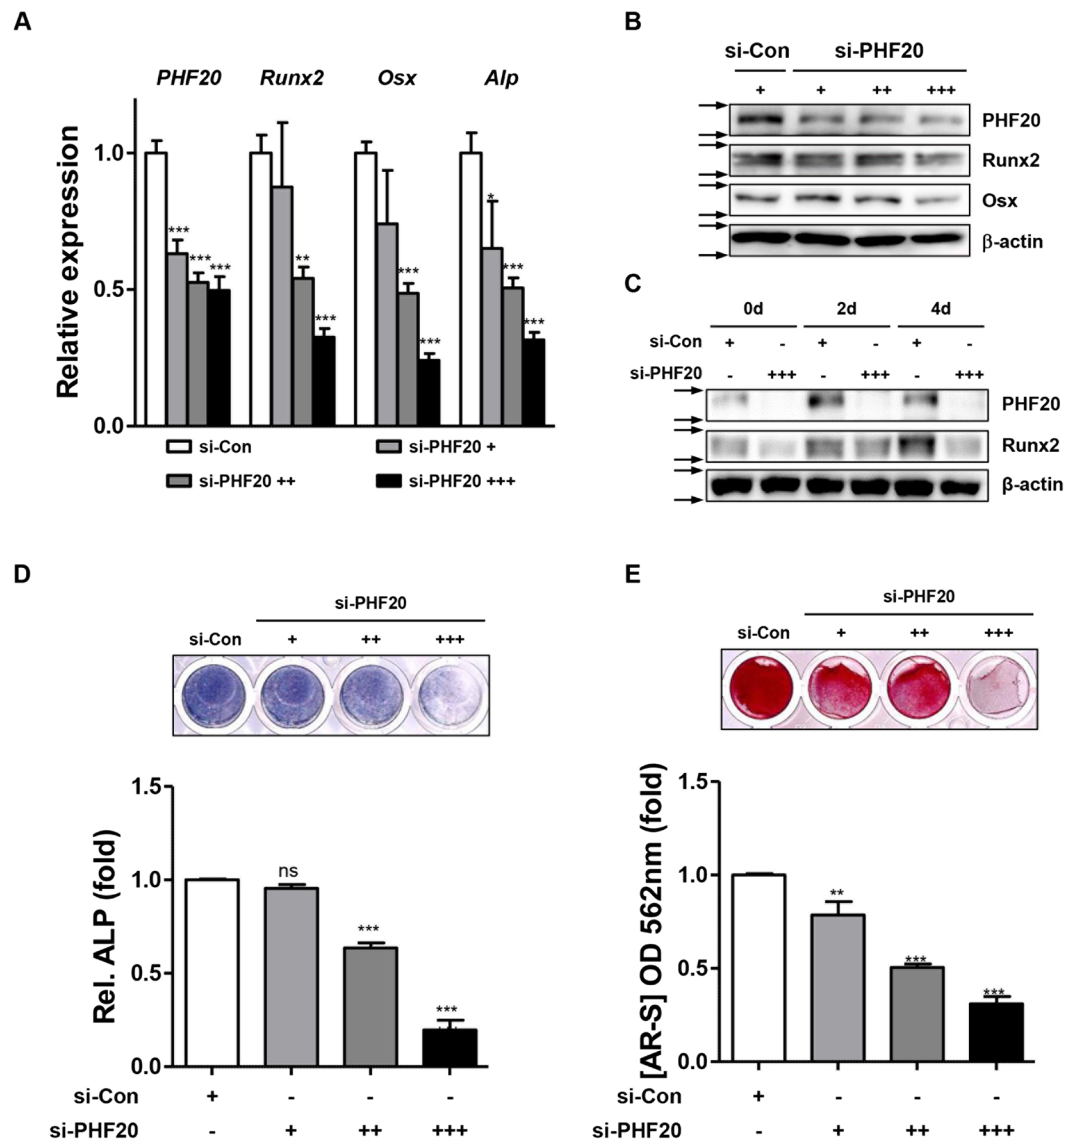 A
PHF20 Runx2 Osx Alp
Relative expression
1.0
0.5
0.0
*** *** ***
** ***
*** ***
* *** ***
si-Con si-PHF20 +
si-PHF20 ++ si-PHF20 +++
B
si-Con si-PHF20
+ + ++ +++
PHF20
Runx2
Osx
β-actin
C
0d 2d 4d
si-Con + - + - + -
si-PHF20 - +++ - +++ - +++
PHF20
Runx2
β-actin
D
si-PHF20
si-Con + ++ +++
Rel. ALP (fold)
1.5
1.0
0.5
0.0
ns *** ***
si-Con + - - -
si-PHF20 - + ++ +++
E
si-PHF20
si-Con + ++ +++
[AR-S] OD 562nm (fold)
1.5
1.0
0.5
0.0
** *** ***
si-Con + - - -
si-PHF20 - + ++ +++